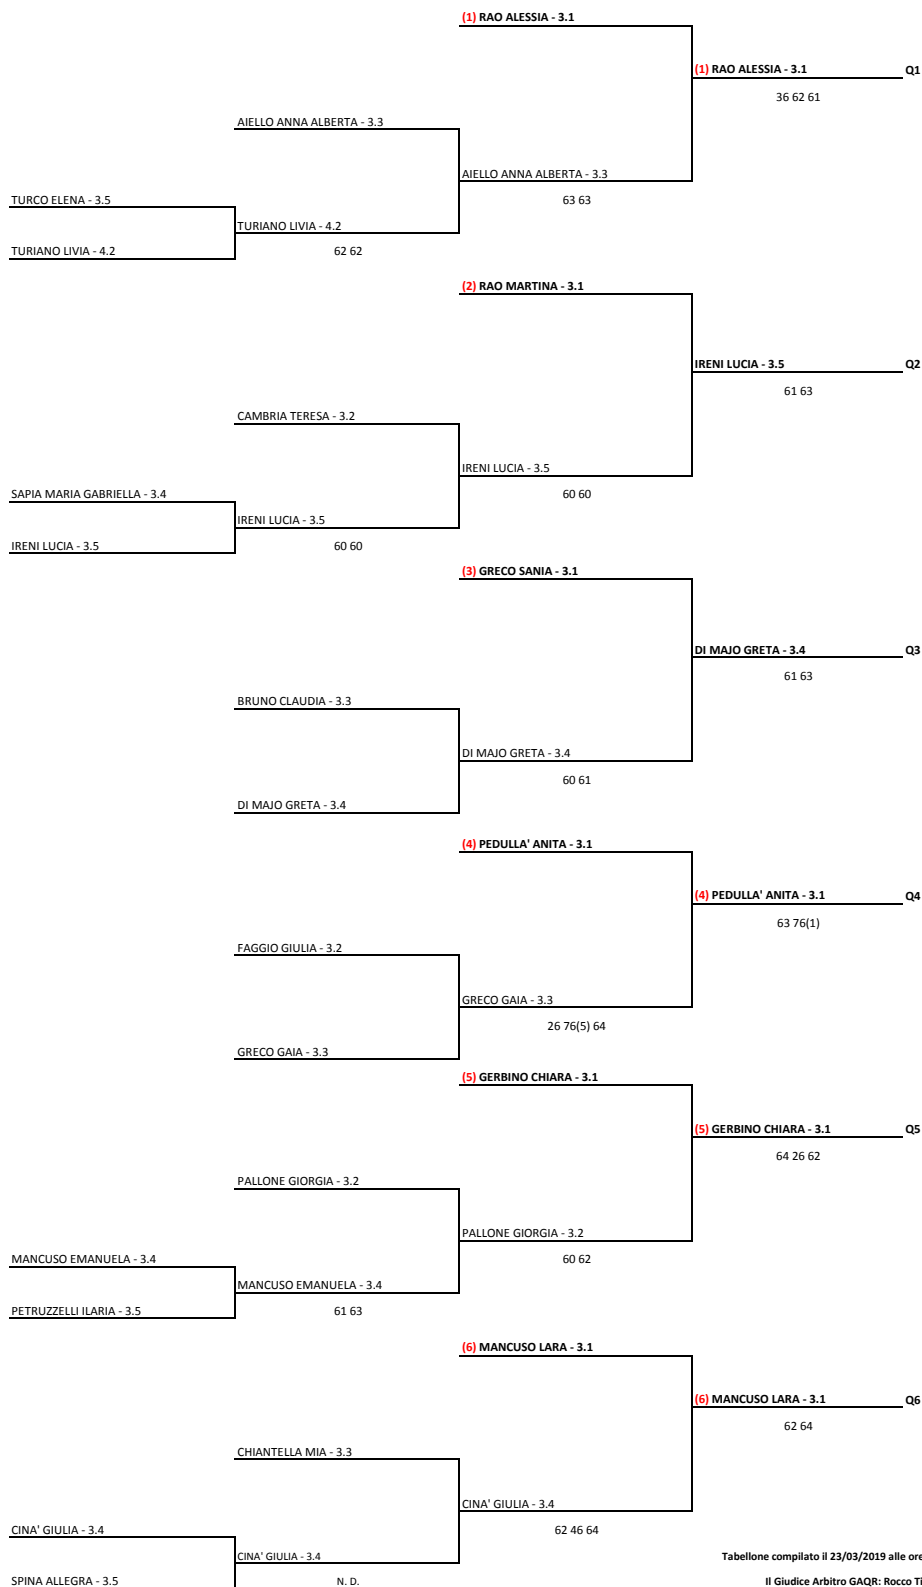 (1) RAO ALESSIA - 3.1
(1) RAO ALESSIA - 3.1 Q1
36 62 61
AIELLO ANNA ALBERTA - 3.3
AIELLO ANNA ALBERTA - 3.3
63 63
TURCO ELENA - 3.5
TURIANO LIVIA - 4.2
62 62
TURIANO LIVIA - 4.2
(2) RAO MARTINA - 3.1
IRENI LUCIA - 3.5 Q2
61 63
CAMBRIA TERESA - 3.2
IRENI LUCIA - 3.5
60 60
SAPIA MARIA GABRIELLA - 3.4
IRENI LUCIA - 3.5
60 60
IRENI LUCIA - 3.5
(3) GRECO SANIA - 3.1
DI MAJO GRETA - 3.4 Q3
61 63
BRUNO CLAUDIA - 3.3
DI MAJO GRETA - 3.4
60 61
DI MAJO GRETA - 3.4
(4) PEDULLA' ANITA - 3.1
(4) PEDULLA' ANITA - 3.1 Q4
63 76(1)
FAGGIO GIULIA - 3.2
GRECO GAIA - 3.3
26 76(5) 64
GRECO GAIA - 3.3
(5) GERBINO CHIARA - 3.1
(5) GERBINO CHIARA - 3.1 Q5
64 26 62
PALLONE GIORGIA - 3.2
PALLONE GIORGIA - 3.2
60 62
MANCUSO EMANUELA - 3.4
MANCUSO EMANUELA - 3.4
61 63
PETRUZZELLI ILARIA - 3.5
(6) MANCUSO LARA - 3.1
(6) MANCUSO LARA - 3.1 Q6
62 64
CHIANTELLA MIA - 3.3
CINA' GIULIA - 3.4
62 46 64
CINA' GIULIA - 3.4
CINA' GIULIA - 3.4
N. D.
SPINA ALLEGRA - 3.5
Tabellone compilato il 23/03/2019 alle ore
Il Giudice Arbitro GAQR: Rocco Ti